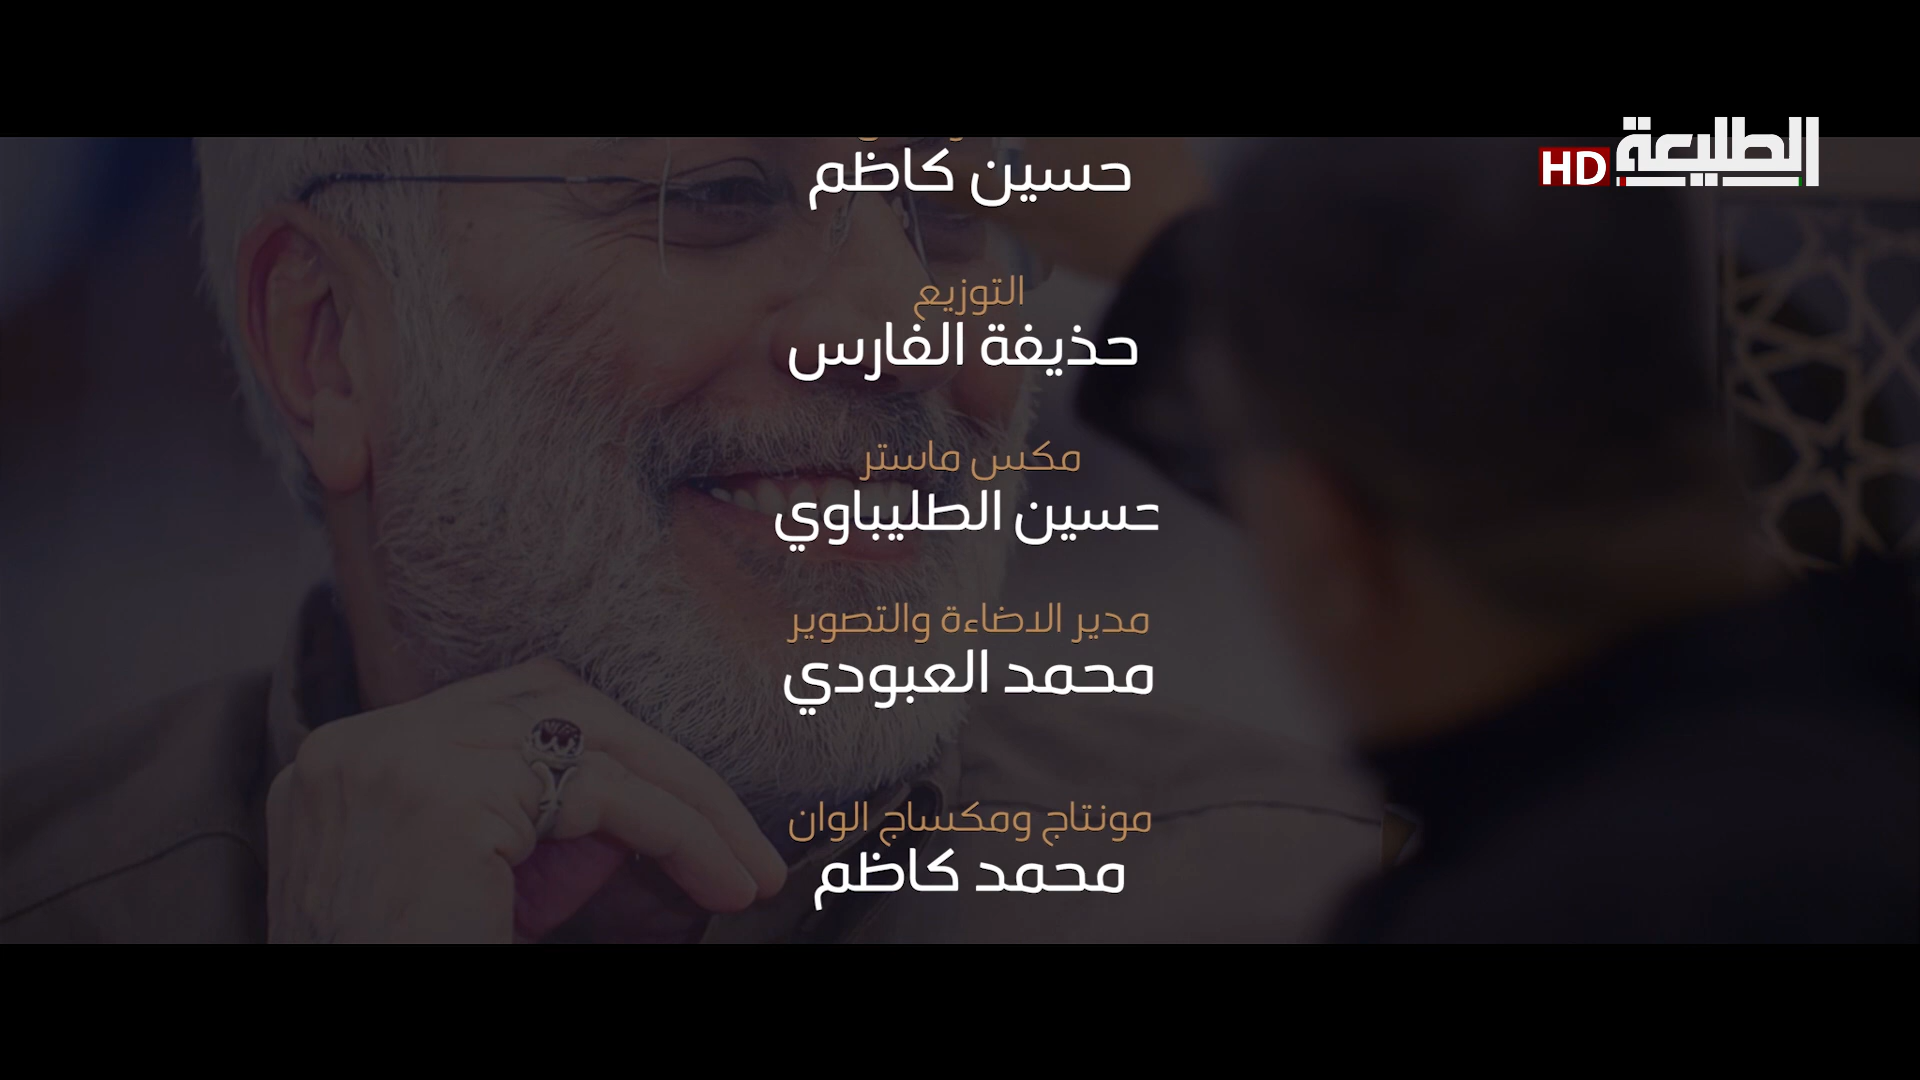 الطليعة HD
حسين كاظم
التوزيع
حذيفة الفارس
مكس ماستر
حسين الطليباوي
مدير الاضاءة والتصوير
محمد العبودي
مونتاج ومكساج الوان
محمد كاظم